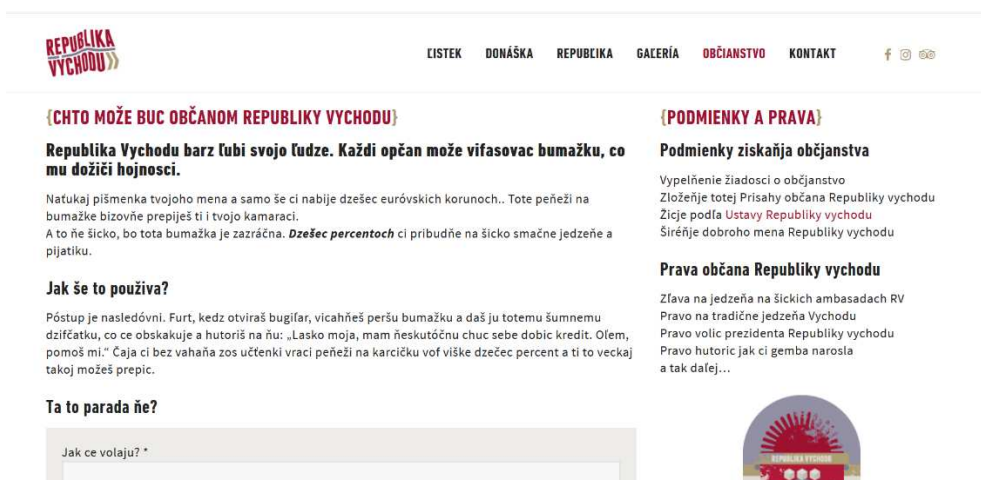 REPUBLIKA
VYCHODU
ĽISTEK DONÁŠKA REPUBĽIKA GAĽERÍA OBČIANSTVO KONTAKT
{CHTO MOŽE BUC OBČANOM REPUBLIKY VYCHODU}
Republika Vychodu barz ľubi svojo ľudze. Každi opčan može vifasovac bumažku, co
mu dožiči hojnosci.
Naťukaj pišmenka tvojoho mena a samo še ci nabije dzešec euróvskich korunoch.. Tote peňeži na
bumažke bizovňe prepiješ ti i tvojo kamaraci.
A to ňe šicko, bo tota bumažka je zazráčna. Dzešec percentoch ci pribudňe na šicko smačne jedzeňe a
pijatiku.
Jak še to použiva?
Póstup je nasledóvni. Furt, kedz otviraš bugiľar, vicahňeš peršu bumažku a daš ju totemu šumnemu
dzifčatku, co ce obskakuje a hutoriš na ňu: „Lasko moja, mam ňeskutóčnu chuc sebe dobic kredit. Oľem,
pomoš mi.“ Čaja ci bez vahaňa zos učťenki vraci peňeži na karcičku vof viške dzečec percent a ti to veckaj
takoj možeš prepic.
Ta to parada ňe?
Jak ce volaju? *
{PODMIENKY A PRAVA}
Podmienky ziskaňja občjanstva
Vypelňenie žiadosci o občjanstvo
Zloženje totej Prisahy občana Republiky vychodu
Žicje podľa Ustavy Republiky vychodu
Širéňje dobroho mena Republiky vychodu
Prava občana Republiky vychodu
Zľava na jedzeňa na šickich ambasadach RV
Pravo na tradične jedzeňa Vychodu
Pravo volic prezidenta Republiky vychodu
Pravo hutoric jak ci gemba narosla
a tak daľej...
REPUBLIKA VYCHODU